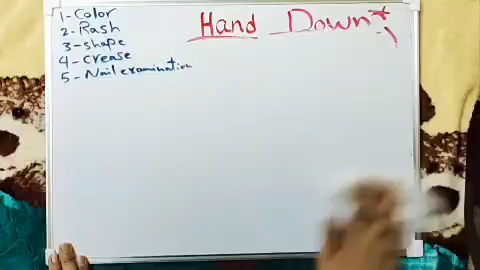 Hand Down
1- Color
2- Rash
3- shape
4- crease
5- Nail examination